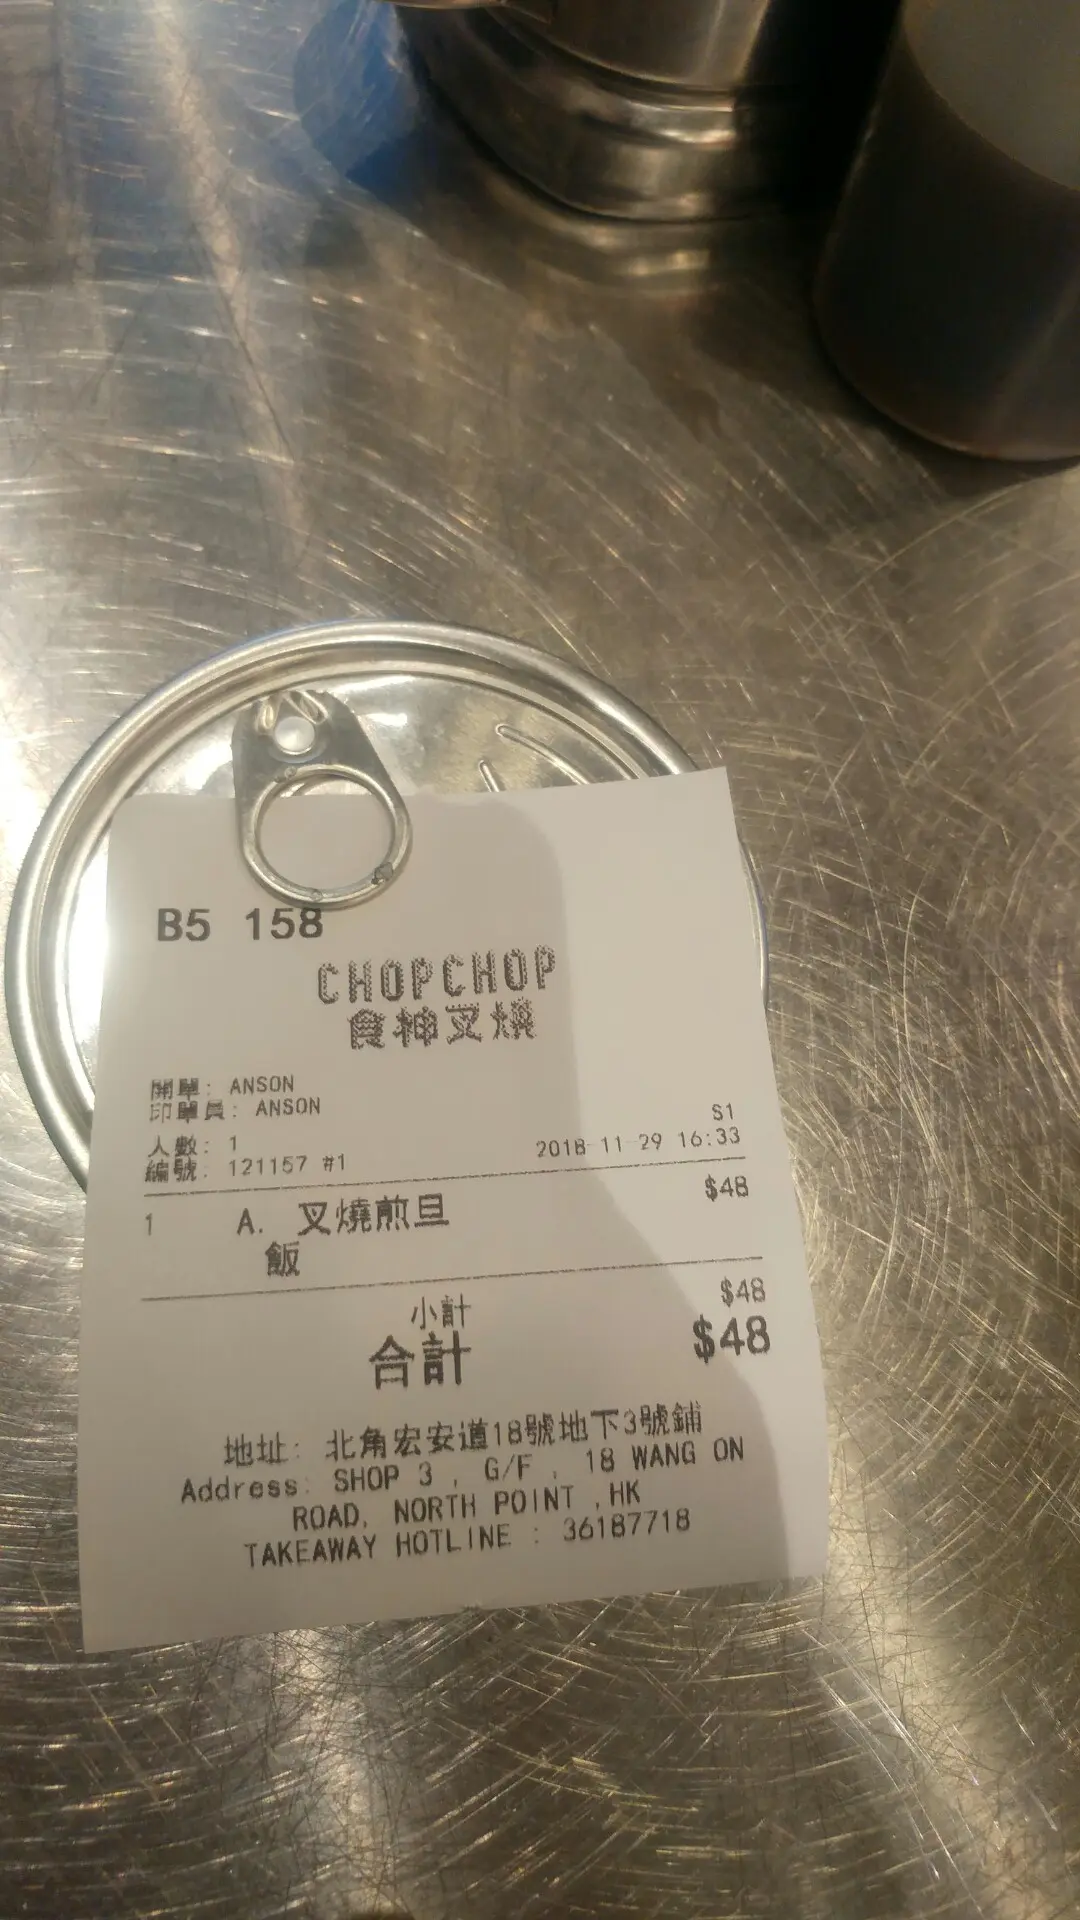 B5 158
CHOPCHOP
食神叉燒
開單: ANSON
印單員: ANSON
S1
人數: 1
2018-11-29 16:33
編號: 121157 #1
1 A. 叉燒煎旦 $48
飯
小計 $48
合計 $48
地址: 北角宏安道18號地下3號鋪
Address: SHOP 3 , G/F , 18 WANG ON
ROAD, NORTH POINT ,HK
TAKEAWAY HOTLINE : 36187718